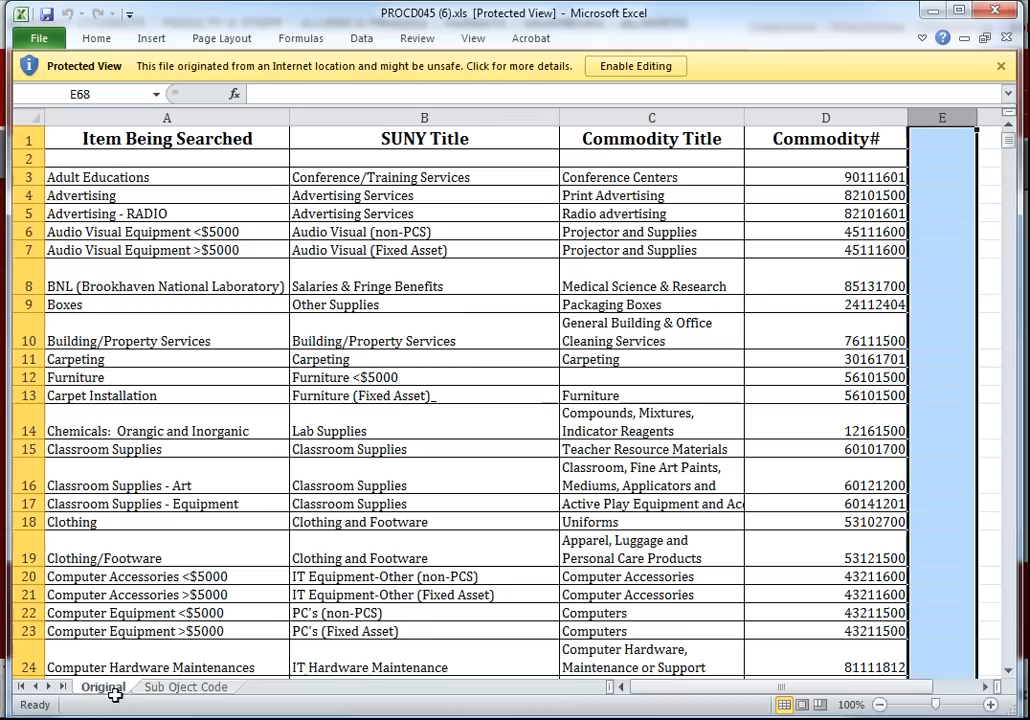 PROCD045 (6).xls [Protected View] - Microsoft Excel
File Home Insert Page Layout Formulas Data Review View Acrobat
Protected View This file originated from an Internet location and might be unsafe. Click for more details. Enable Editing
E68 fx
A B C D E
1 Item Being Searched SUNY Title Commodity Title Commodity#
2
3 Adult Educations Conference/Training Services Conference Centers 90111601
4 Advertising Advertising Services Print Advertising 82101500
5 Advertising - RADIO Advertising Services Radio advertising 82101601
6 Audio Visual Equipment <$5000 Audio Visual (non-PCS) Projector and Supplies 45111600
7 Audio Visual Equipment >$5000 Audio Visual (Fixed Asset) Projector and Supplies 45111600
8 BNL (Brookhaven National Laboratory) Salaries & Fringe Benefits Medical Science & Research 85131700
9 Boxes Other Supplies Packaging Boxes 24112404
General Building & Office
10 Building/Property Services Building/Property Services Cleaning Services 76111500
11 Carpeting Carpeting Carpeting 30161701
12 Furniture Furniture <$5000 56101500
13 Carpet Installation Furniture (Fixed Asset)_ Furniture 56101500
Compounds, Mixtures,
14 Chemicals: Orangic and Inorganic Lab Supplies Indicator Reagents 12161500
15 Classroom Supplies Classroom Supplies Teacher Resource Materials 60101700
Classroom, Fine Art Paints,
16 Classroom Supplies - Art Classroom Supplies Mediums, Applicators and 60121200
17 Classroom Supplies - Equipment Classroom Supplies Active Play Equipment and Acc 60141201
18 Clothing Clothing and Footware Uniforms 53102700
Apparel, Luggage and
19 Clothing/Footware Clothing and Footware Personal Care Products 53121500
20 Computer Accessories <$5000 IT Equipment-Other (non-PCS) Computer Accessories 43211600
21 Computer Accessories >$5000 IT Equipment-Other (Fixed Asset) Computer Accessories 43211600
22 Computer Equipment <$5000 PC's (non-PCS) Computers 43211500
23 Computer Equipment >$5000 PC's (Fixed Asset) Computers 43211500
Computer Hardware,
24 Computer Hardware Maintenances IT Hardware Maintenance Maintenance or Support 81111812
Original Sub Oject Code
Ready 100%